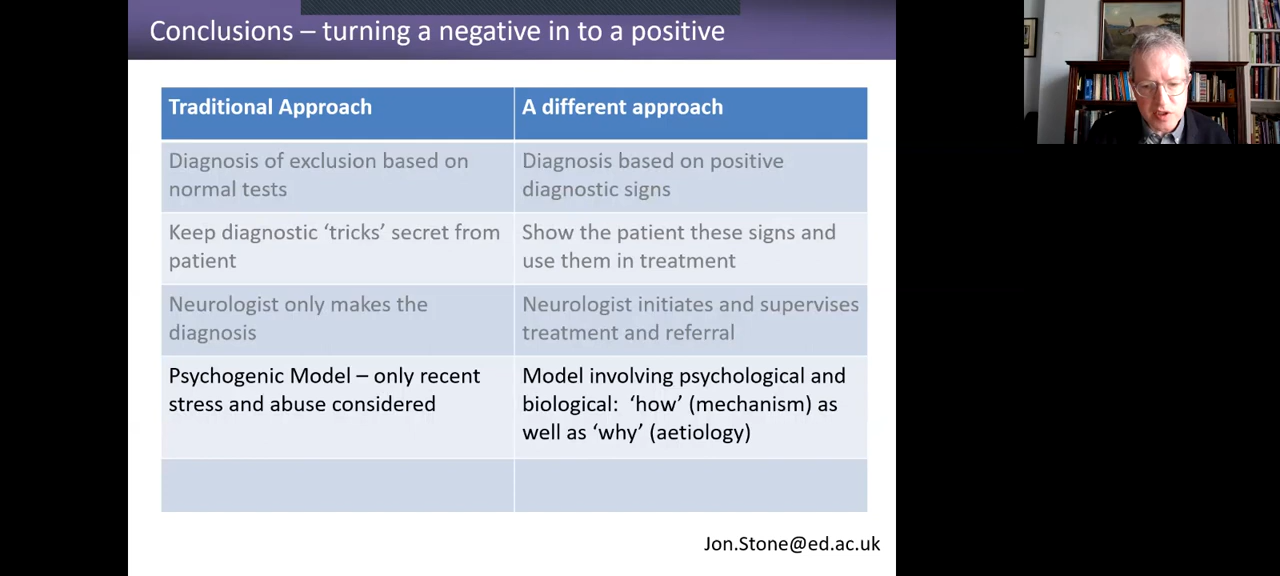 Conclusions – turning a negative in to a positive
Traditional Approach
A different approach
Diagnosis of exclusion based on
normal tests
Diagnosis based on positive
diagnostic signs
Keep diagnostic ‘tricks’ secret from
patient
Show the patient these signs and
use them in treatment
Neurologist only makes the
diagnosis
Neurologist initiates and supervises
treatment and referral
Psychogenic Model – only recent
stress and abuse considered
Model involving psychological and
biological:  ‘how’ (mechanism) as
well as ‘why’ (aetiology)
Jon.Stone@ed.ac.uk